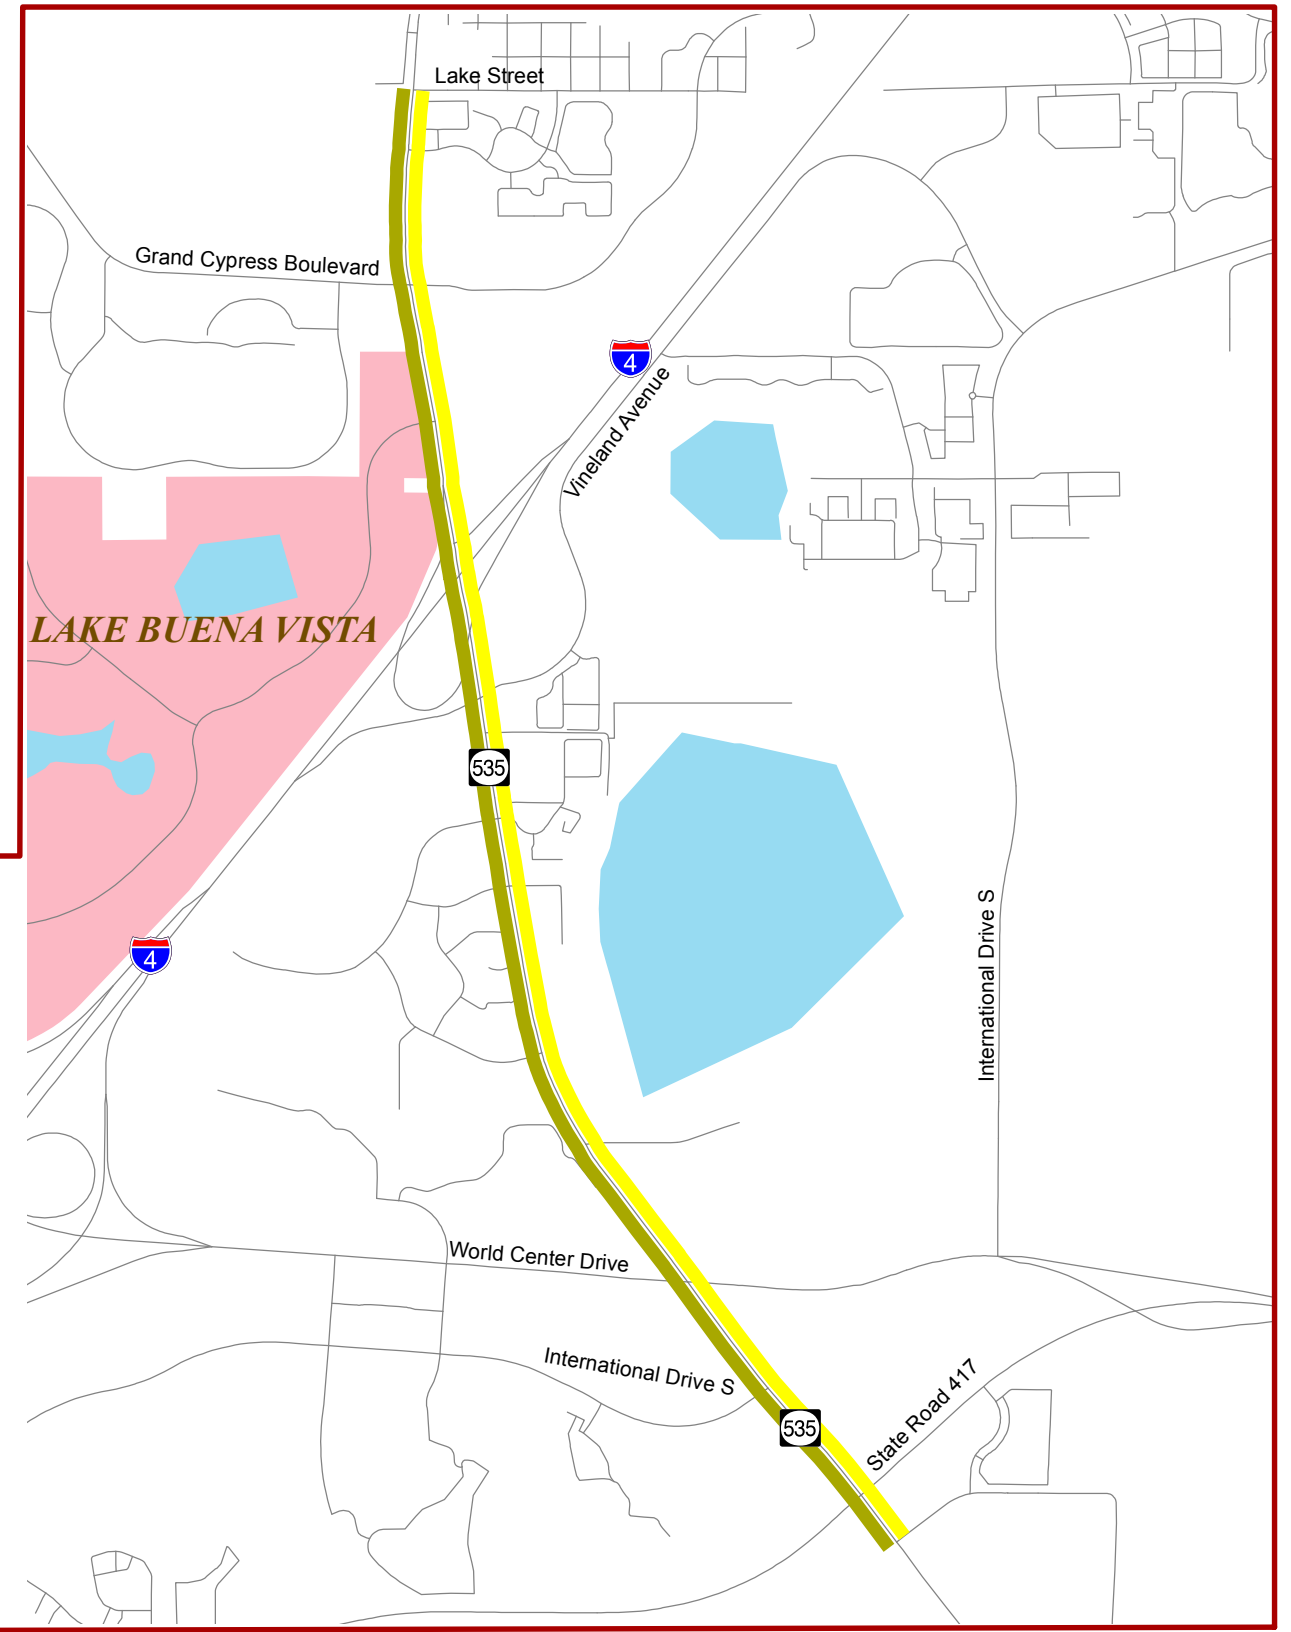 Lake Street
Grand Cypress Boulevard
4
Vineland Avenue
LAKE BUENA VISTA
535
International Drive S
4
World Center Drive
International Drive S
State Road 417
535